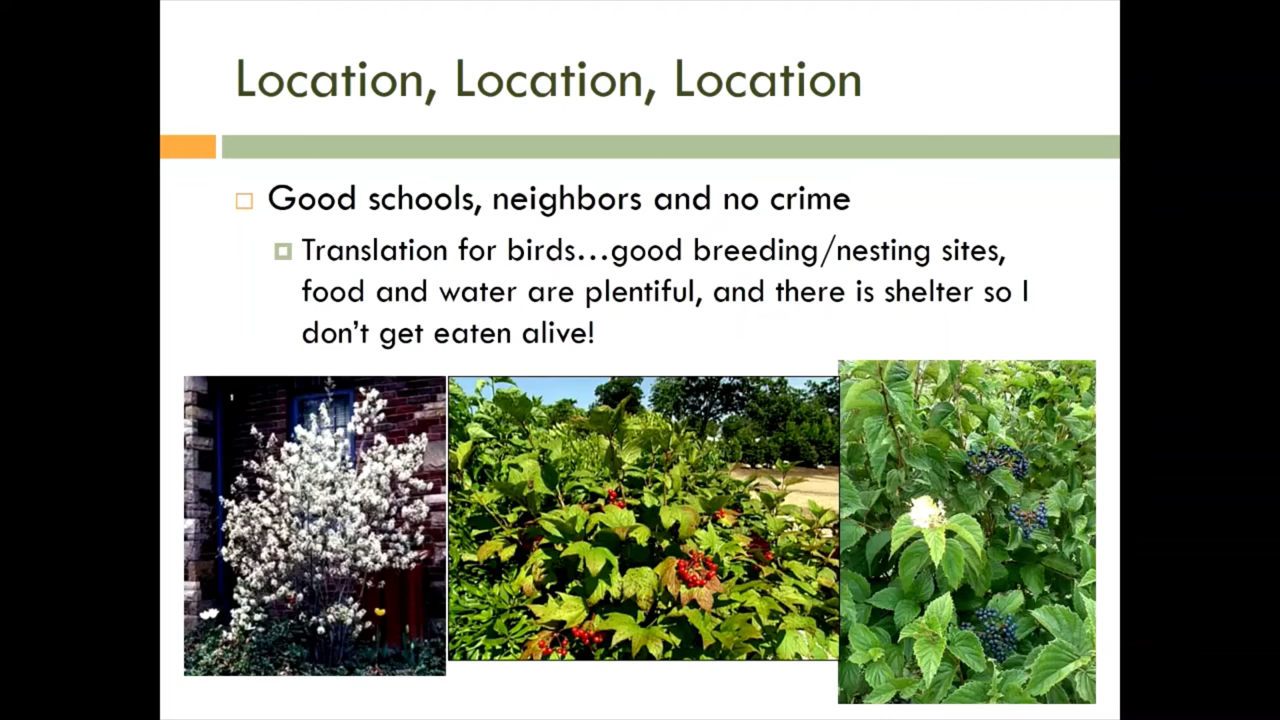 Location, Location, Location
Good schools, neighbors and no crime
Translation for birds…good breeding/nesting sites,
food and water are plentiful, and there is shelter so I
don't get eaten alive!